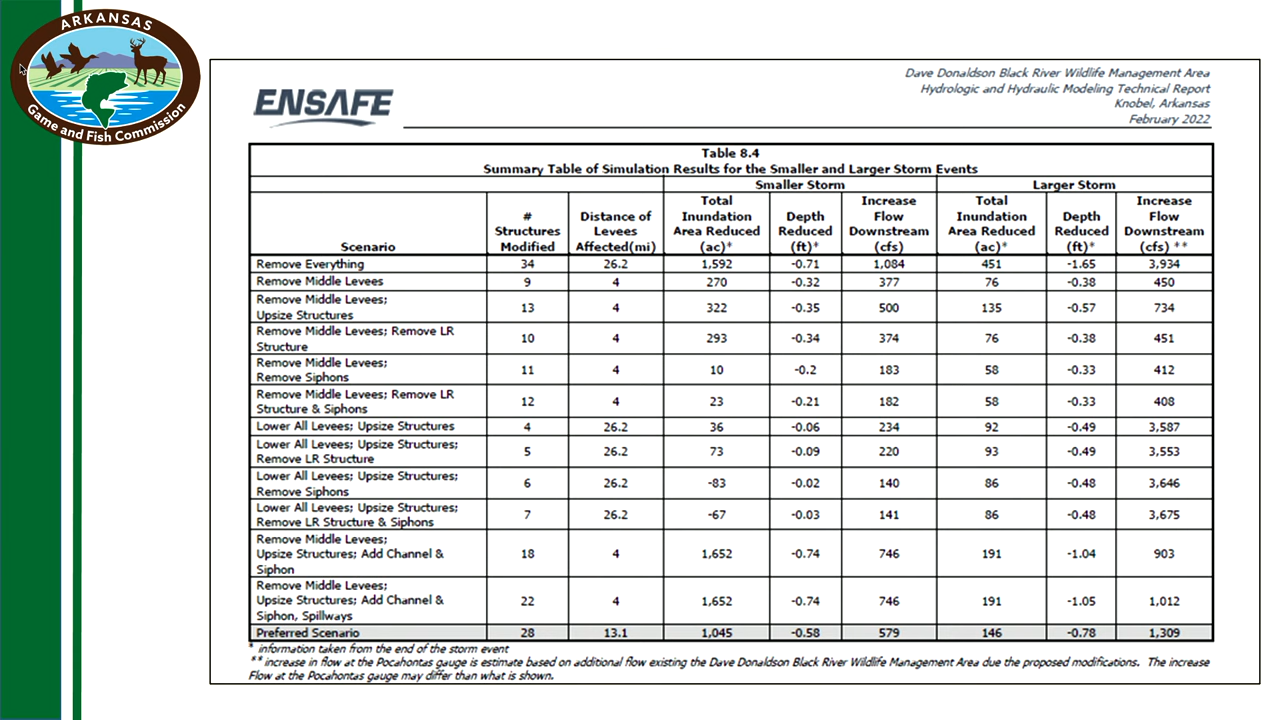 ARKANSAS
Game and Fish Commission
Dave Donaldson Black River Wildlife Management Area
Hydrologic and Hydraulic Modeling Technical Report
Knobel, Arkansas
February 2022
ENSAFE
Table 8.4
Summary Table of Simulation Results for the Smaller and Larger Storm Events
Smaller Storm Larger Storm
Scenario # Structures Modified Distance of Levees Affected(mi) Total Inundation Area Reduced (ac)* Depth Reduced (ft)* Increase Flow Downstream (cfs) Total Inundation Area Reduced (ac)* Depth Reduced (ft)* Increase Flow Downstream (cfs) **
Remove Everything 34 26.2 1,592 -0.71 1,084 451 -1.65 3,934
Remove Middle Levees 9 4 270 -0.32 377 76 -0.38 450
Remove Middle Levees;
Upsize Structures 13 4 322 -0.35 500 135 -0.57 734
Remove Middle Levees; Remove LR
Structure 10 4 293 -0.34 374 76 -0.38 451
Remove Middle Levees;
Remove Siphons 11 4 10 -0.2 183 58 -0.33 412
Remove Middle Levees; Remove LR
Structure & Siphons 12 4 23 -0.21 182 58 -0.33 408
Lower All Levees; Upsize Structures 4 26.2 36 -0.06 234 92 -0.49 3,587
Lower All Levees; Upsize Structures;
Remove LR Structure 5 26.2 73 -0.09 220 93 -0.49 3,553
Lower All Levees; Upsize Structures;
Remove Siphons 6 26.2 -83 -0.02 140 86 -0.48 3,646
Lower All Levees; Upsize Structures;
Remove LR Structure & Siphons 7 26.2 -67 -0.03 141 86 -0.48 3,675
Remove Middle Levees;
Upsize Structures; Add Channel &
Siphon 18 4 1,652 -0.74 746 191 -1.04 903
Remove Middle Levees;
Upsize Structures; Add Channel &
Siphon, Spillways 22 4 1,652 -0.74 746 191 -1.05 1,012
Preferred Scenario 28 13.1 1,045 -0.58 579 146 -0.78 1,309
* information taken from the end of the storm event
** increase in flow at the Pocahontas gauge is estimate based on additional flow existing the Dave Donaldson Black River Wildlife Management Area due the proposed modifications. The increase
Flow at the Pocahontas gauge may differ than what is shown.